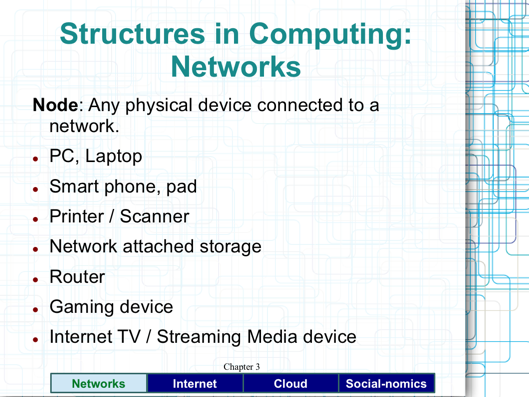 Structures in Computing:
Networks
Node: Any physical device connected to a
network.
• PC, Laptop
• Smart phone, pad
• Printer / Scanner
• Network attached storage
• Router
• Gaming device
• Internet TV / Streaming Media device
Chapter 3
Networks Internet Cloud Social-nomics